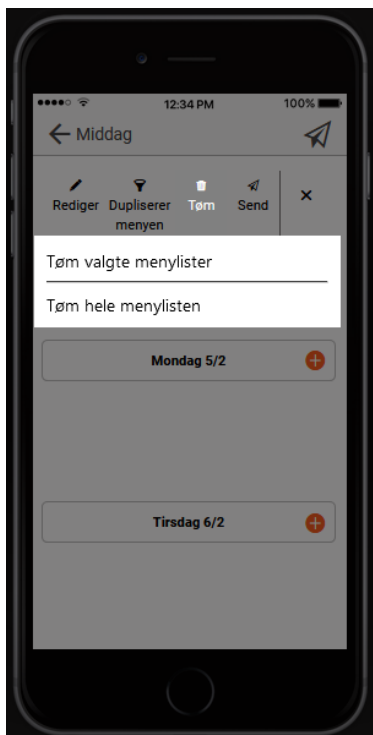 12:34 PM 100%
Middag
Rediger Dupliserer menyen Tøm Send
Tøm valgte menylister
Tøm hele menylisten
Mondag 5/2
Tirsdag 6/2